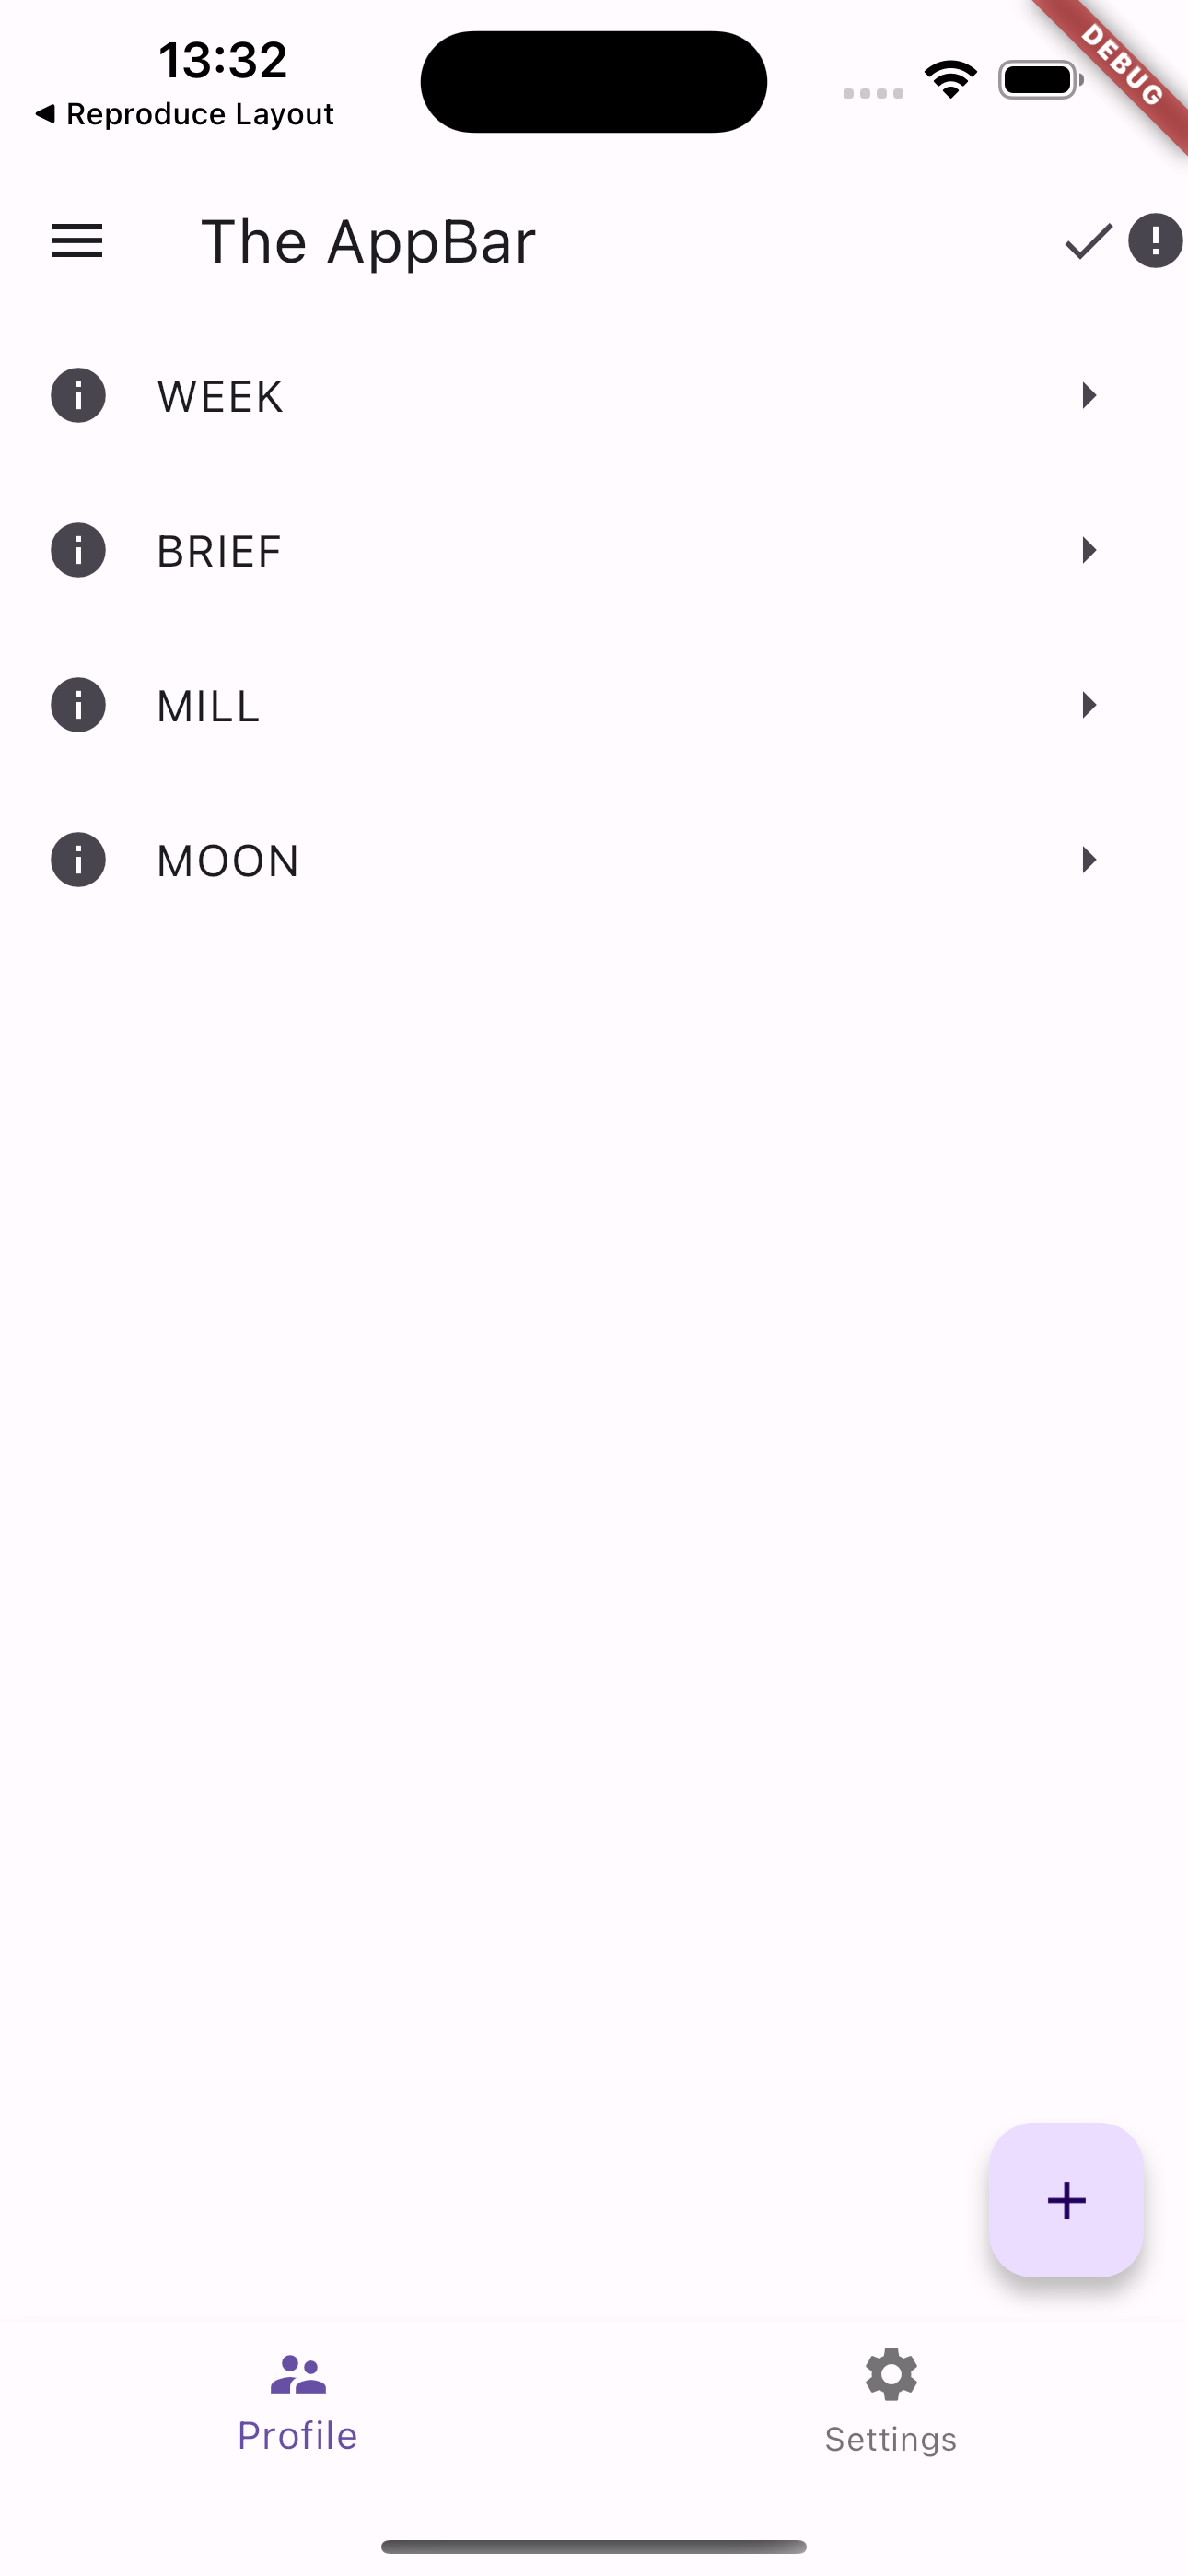 13:32
DEBUG
Reproduce Layout
The AppBar
WEEK
BRIEF
MILL
MOON
Profile
Settings